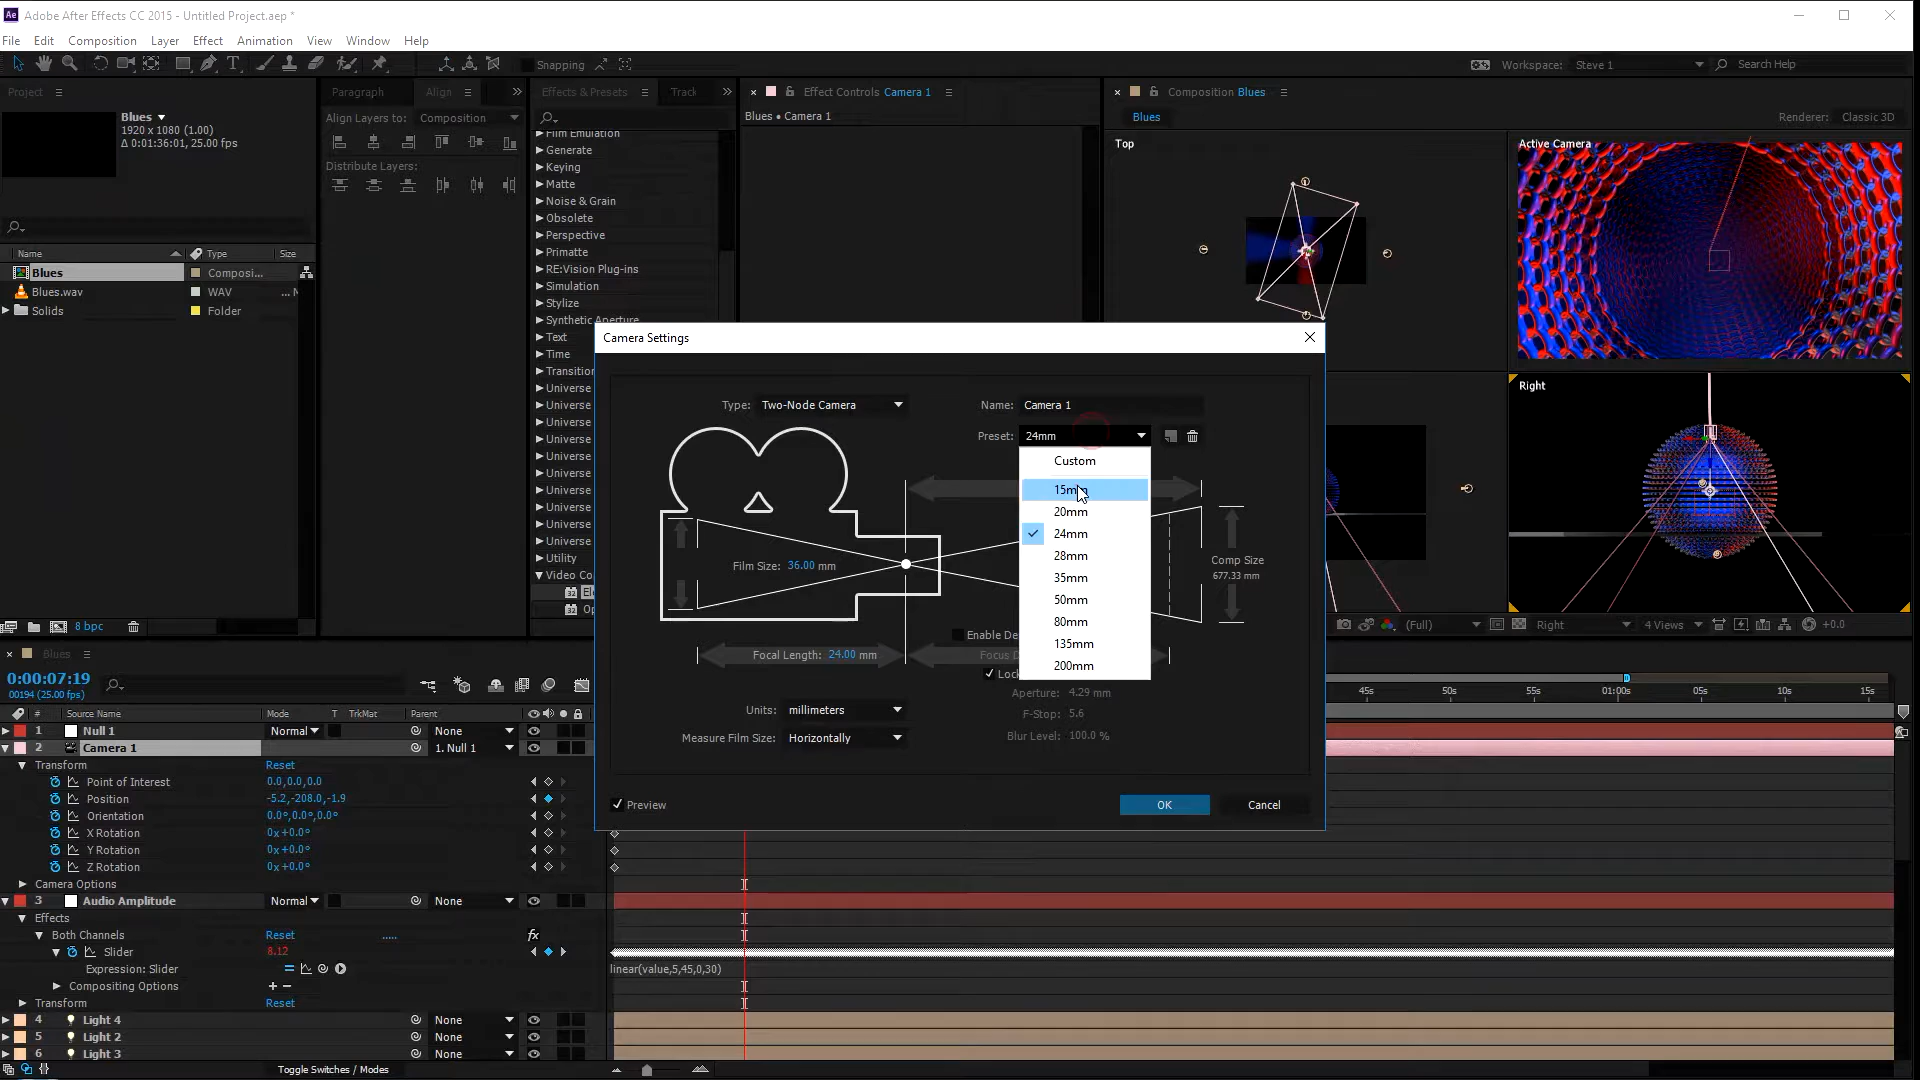 Adobe After Effects CC 2015 - Untitled Project.aep *
File Edit Composition Layer Effect Animation View Window Help
Snapping
Workspace: Steve 1
Search Help
Project
Blues
1920 x 1080 (1.00)
Δ 0:01:36:01, 25.00 fps
Name Type Size
Blues Composi...
Blues.wav WAV ... M
Solids Folder
8 bpc
Paragraph Align
Align Layers to: Composition
Distribute Layers:
Effects & Presets Track
Film Emulation
Generate
Keying
Matte
Noise & Grain
Obsolete
Perspective
Primatte
RE:Vision Plug-ins
Simulation
Stylize
Synthetic Aperture
Text
Time
Transition
Universe
Universe
Universe
Universe
Universe
Universe
Universe
Universe
Universe
Universe
Utility
Video Co
Effect Controls Camera 1
Blues • Camera 1
Composition Blues
Blues
Renderer: Classic 3D
Top
Active Camera
Right
(Full) Right 4 Views +0.0
Camera Settings
Type: Two-Node Camera
Name: Camera 1
Preset: 24mm
Custom
15mm
20mm
24mm
28mm
35mm
50mm
80mm
135mm
200mm
Film Size: 36.00 mm
Comp Size
677.33 mm
Enable De
Focal Length: 24.00 mm
Focus D
Lock
Aperture: 4.29 mm
F-Stop: 5.6
Blur Level: 100.0 %
Units: millimeters
Measure Film Size: Horizontally
Preview
OK Cancel
Blues
0:00:07:19
00194 (25.00 fps)
45s 50s 55s 01:00s 05s 10s 15s
# Source Name Mode T TrkMat Parent
1 Null 1 Normal None
2 Camera 1 1. Null 1
Transform Reset
Point of Interest 0.0,0.0,0.0
Position -5.2,-208.0,-1.9
Orientation 0.0°,0.0°,0.0°
X Rotation 0x+0.0°
Y Rotation 0x+0.0°
Z Rotation 0x+0.0°
Camera Options
3 Audio Amplitude Normal None
Effects
Both Channels Reset ..... fx
Slider 8.12
Expression: Slider linear(value,5,45,0,30)
Compositing Options + −
Transform Reset
4 Light 4 None
5 Light 2 None
6 Light 3 None
Toggle Switches / Modes